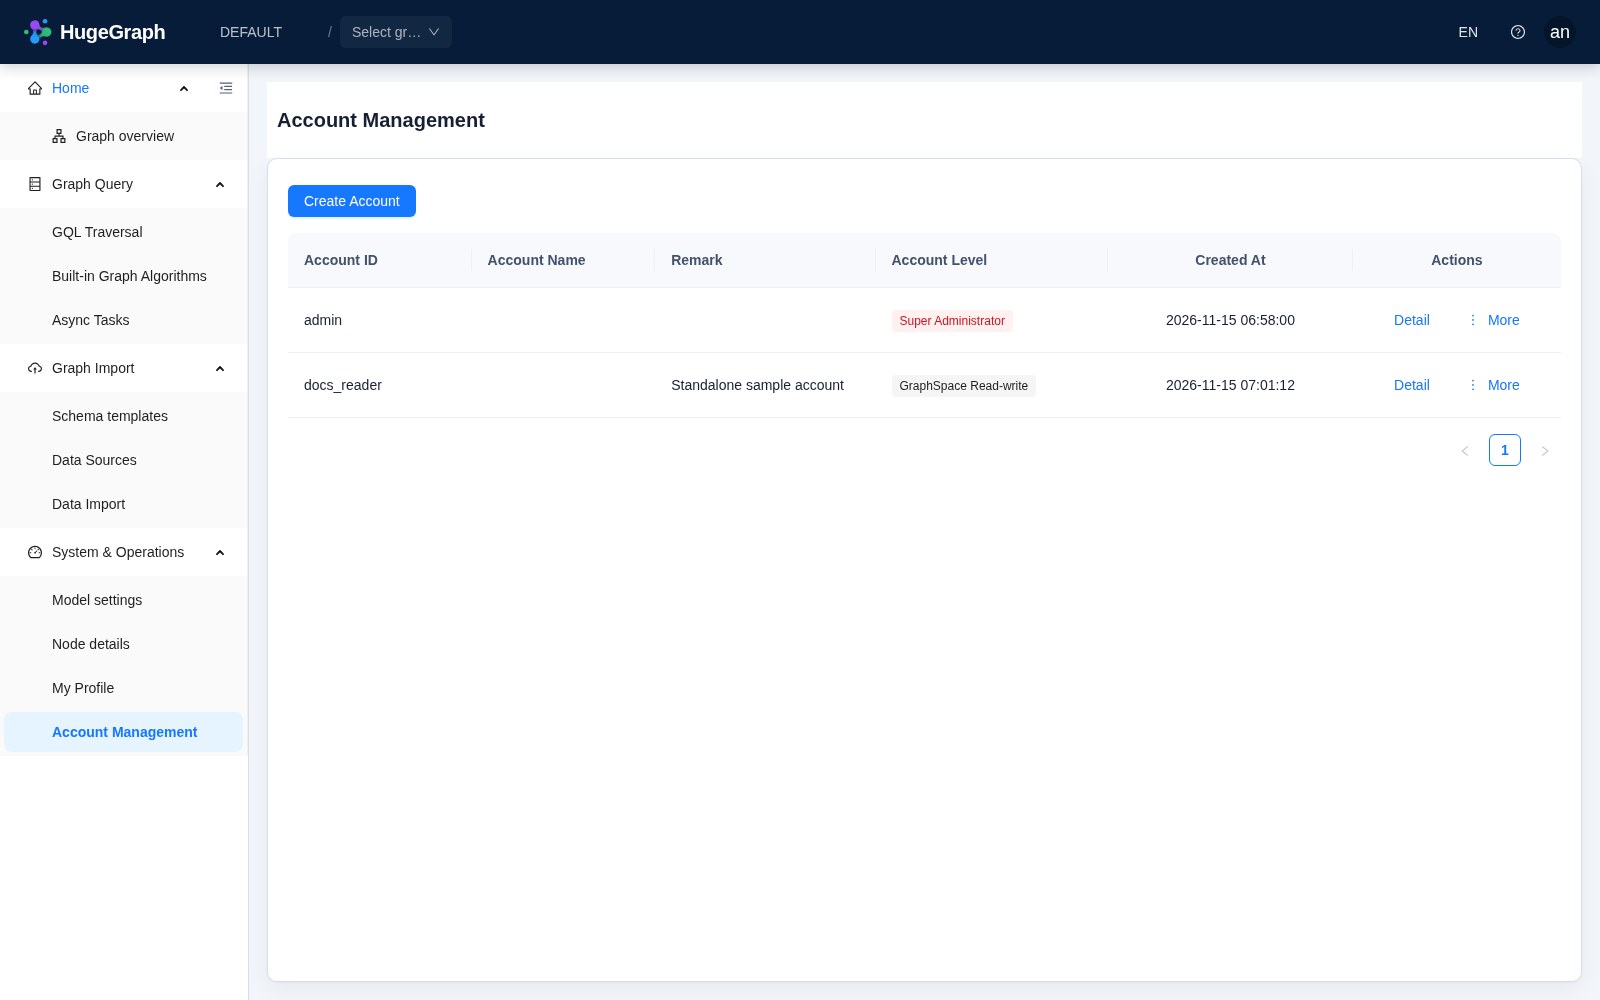 HugeGraph
DEFAULT / Select gr...
EN an
Home
Graph overview
Graph Query
GQL Traversal
Built-in Graph Algorithms
Async Tasks
Graph Import
Schema templates
Data Sources
Data Import
System & Operations
Model settings
Node details
My Profile
Account Management
Account Management
Create Account
Account ID Account Name Remark Account Level Created At Actions
admin Super Administrator 2026-11-15 06:58:00 Detail More
docs_reader Standalone sample account GraphSpace Read-write 2026-11-15 07:01:12 Detail More
1